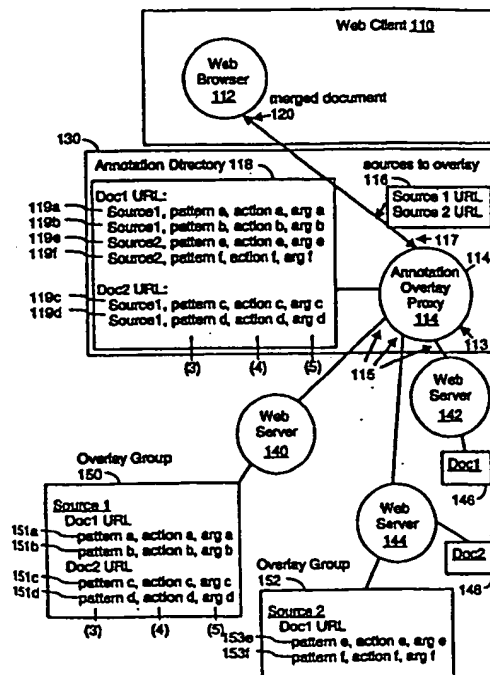 Web Client 110
Web
Browser
112
merged document
120
130
Annotation Directory 118
sources to overlay
116
Source 1 URL
Source 2 URL
117
Doc1 URL:
119a Source1, pattern a, action a, arg a
119b Source1, pattern b, action b, arg b
119e Source2, pattern e, action e, arg e
119f Source2, pattern f, action f, arg f
Doc2 URL:
119c Source1, pattern c, action c, arg c
119d Source1, pattern d, action d, arg d
(3) (4) (5)
114
Annotation
Overlay
Proxy
114
113
115
Web
Server
140
Web
Server
142
Doc1
146
Web
Server
144
Doc2
148
Overlay Group
150
Source 1
Doc1 URL
151a pattern a, action a, arg a
151b pattern b, action b, arg b
Doc2 URL
151c pattern c, action c, arg c
151d pattern d, action d, arg d
(3) (4) (5)
Overlay Group
152
Source 2
Doc1 URL
153e pattern e, action e, arg e
153f pattern f, action f, arg f